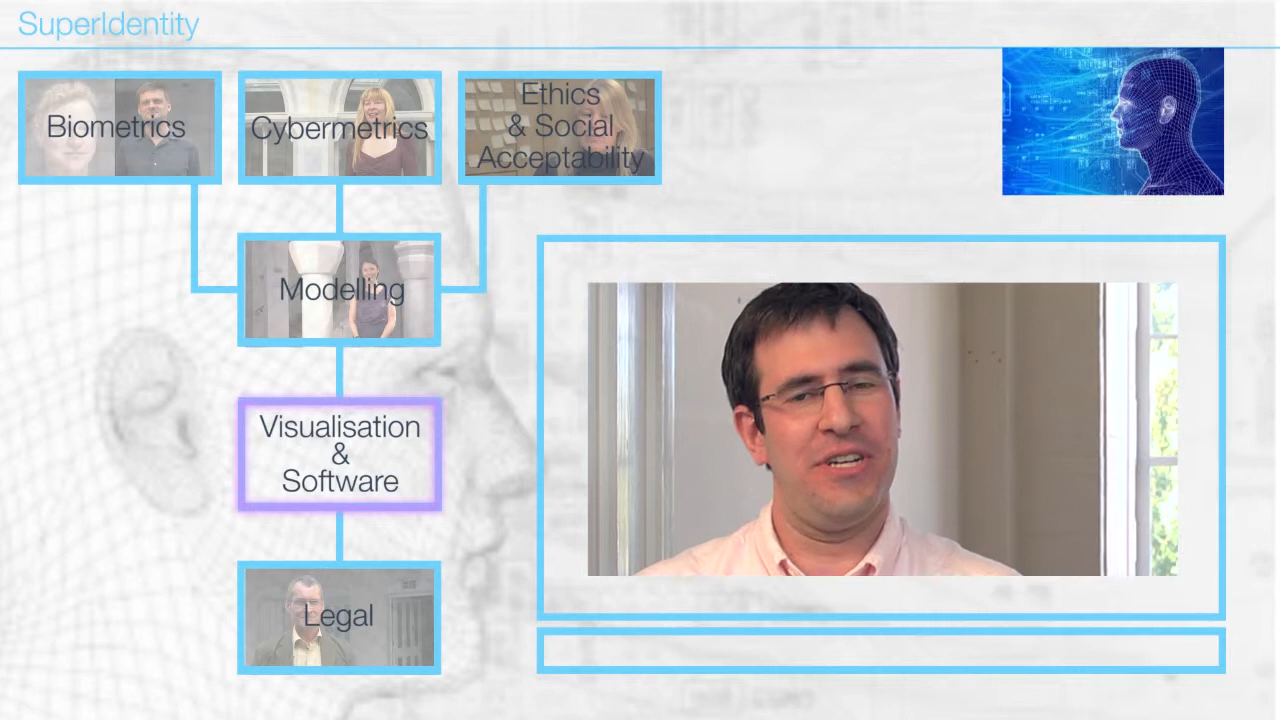 SuperIdentity
Biometrics
Cybermetrics
Ethics
& Social
Acceptability
Modelling
Visualisation
&
Software
Legal